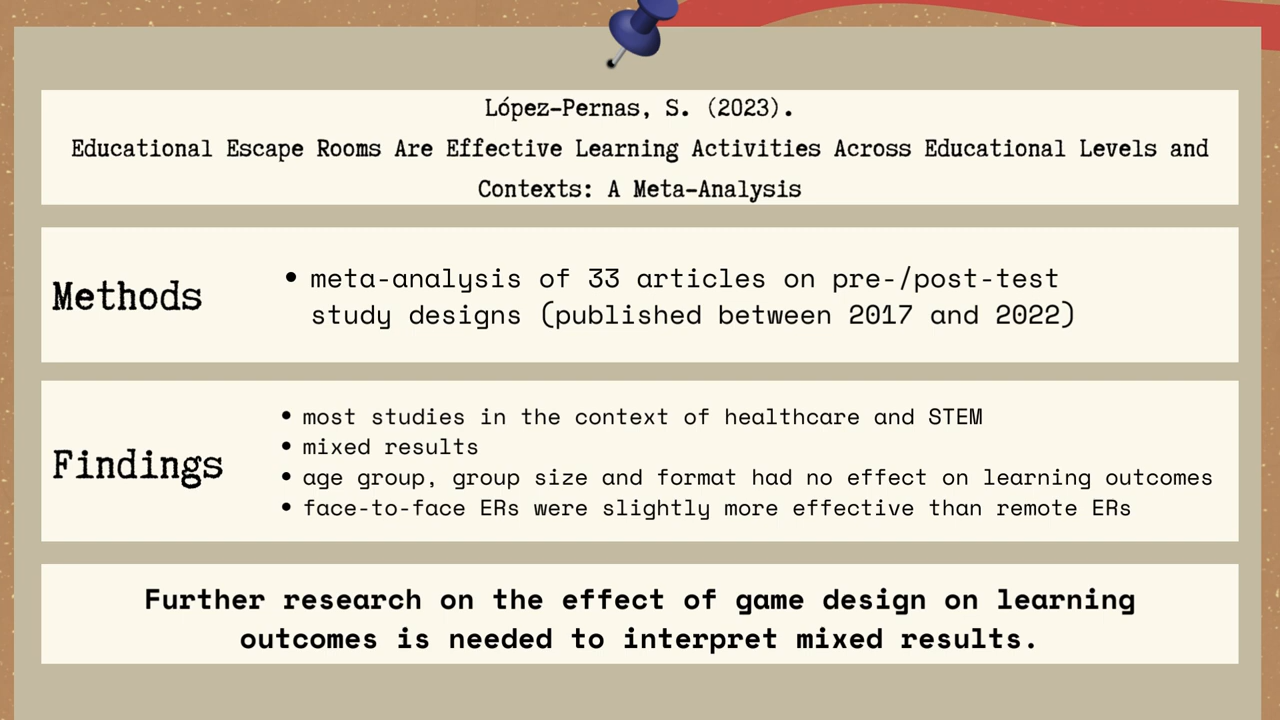 López-Pernas, S. (2023).
Educational Escape Rooms Are Effective Learning Activities Across Educational Levels and
Contexts: A Meta-Analysis
Methods
• meta-analysis of 33 articles on pre-/post-test
study designs (published between 2017 and 2022)
Findings
• most studies in the context of healthcare and STEM
• mixed results
• age group, group size and format had no effect on learning outcomes
• face-to-face ERs were slightly more effective than remote ERs
Further research on the effect of game design on learning
outcomes is needed to interpret mixed results.